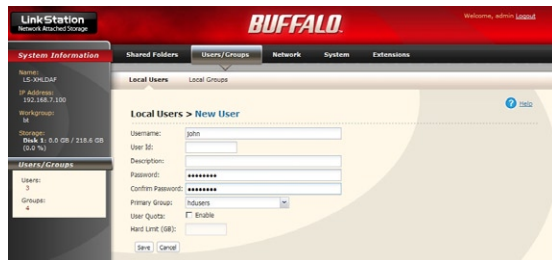 LinkStation
Network Attached Storage
BUFFALO
Welcome, admin Logout
System Information
Shared Folders
Users/Groups
Network
System
Extensions
Local Users
Local Groups
Name:
LS-XHLDAF
IP Address:
192.168.7.100
Workgroup:
bt
Storage:
Disk 1: 0.0 GB / 218.6 GB
(0.0 %)
Users/Groups
Users:
3
Groups:
4
Help
Local Users > New User
Username: john
User Id:
Description:
Password: ••••••••
Confirm Password: ••••••••
Primary Group: hdusers
User Quota: Enable
Hard Limit (GB):
Save Cancel